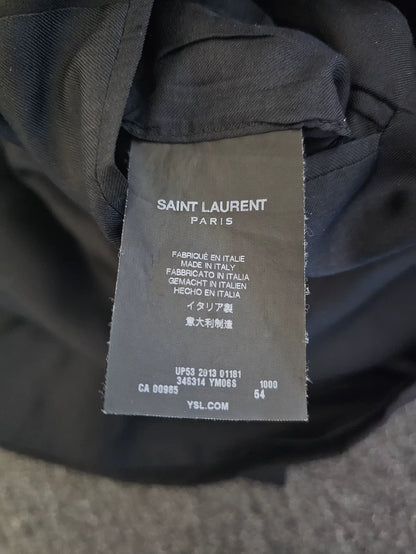 SAINT LAURENT
PARIS
FABRIQUÉ EN ITALIE
MADE IN ITALY
FABBRICATO IN ITALIA
GEMACHT IN ITALIEN
HECHO EN ITALIA
イタリア製
意大利制造
UP53 2013 01181
346314 YM06S 1000
CA 00985 54
YSL.COM